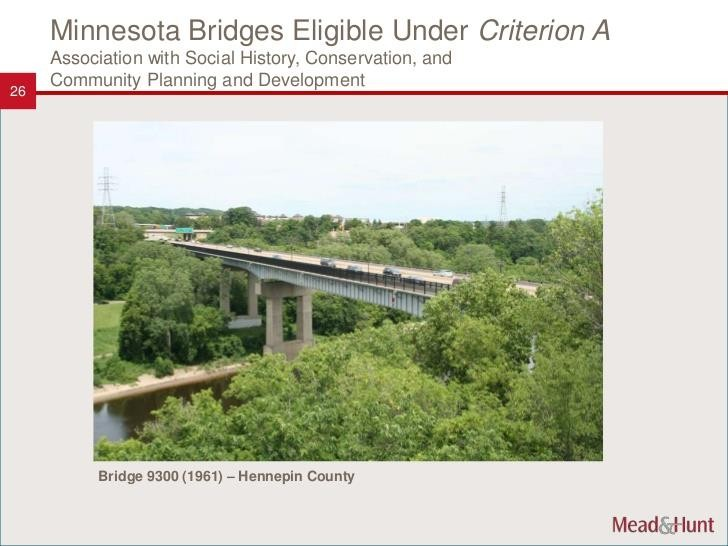 Minnesota Bridges Eligible Under Criterion A
Association with Social History, Conservation, and
Community Planning and Development
26
Bridge 9300 (1961) – Hennepin County
Mead&Hunt